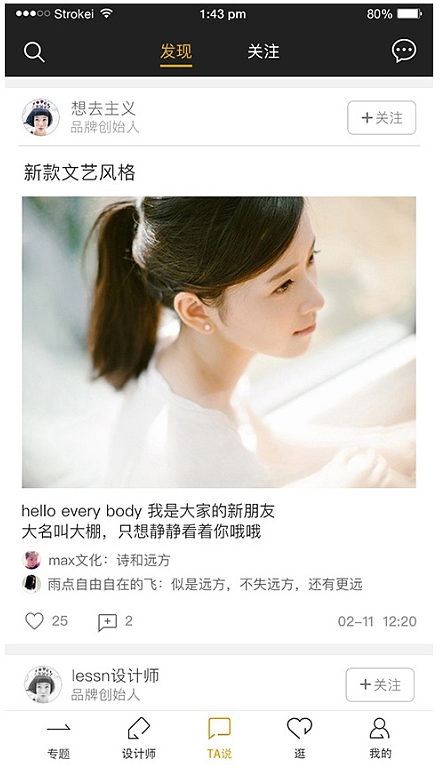 Strokei 1:43 pm 80%
发现 关注
想去主义
品牌创始人
+关注
新款文艺风格
hello every body 我是大家的新朋友
大名叫大棚，只想静静看着你哦哦
max文化：诗和远方
雨点自由自在的飞：似是远方，不失远方，还有更远
25 2 02-11 12:20
lessn设计师
品牌创始人
+关注
专题 设计师 TA说 逛 我的